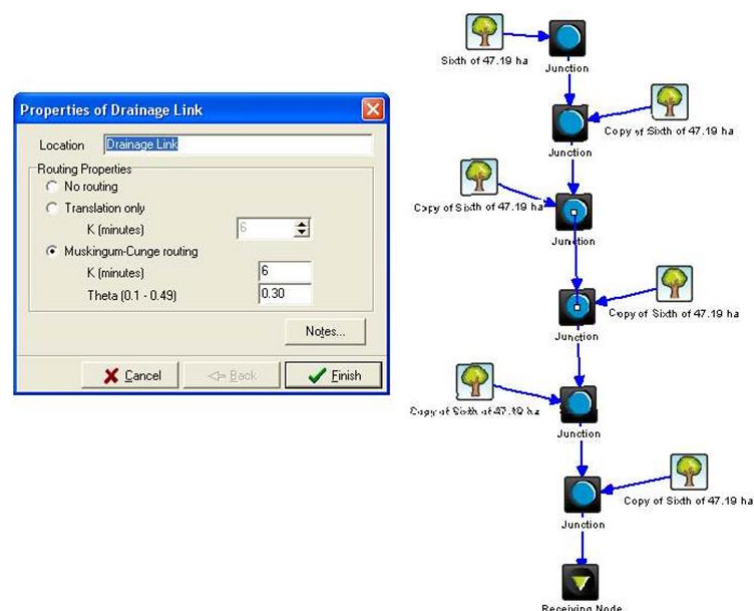 Properties of Drainage Link
Location Drainage Link
Routing Properties
No routing
Translation only
K (minutes) 6
Muskingum-Cunge routing
K (minutes) 6
Theta (0.1 - 0.49) 0.30
Notes...
Cancel <= Back Finish
Sixth of 47.19 ha
Junction
Copy of Sixth of 47.19 ha
Junction
Copy of Sixth of 47.19 ha
Junction
Copy of Sixth of 47.19 ha
Junction
Copy of Sixth of 47.19 ha
Junction
Copy of Sixth of 47.19 ha
Junction
Receiving Node